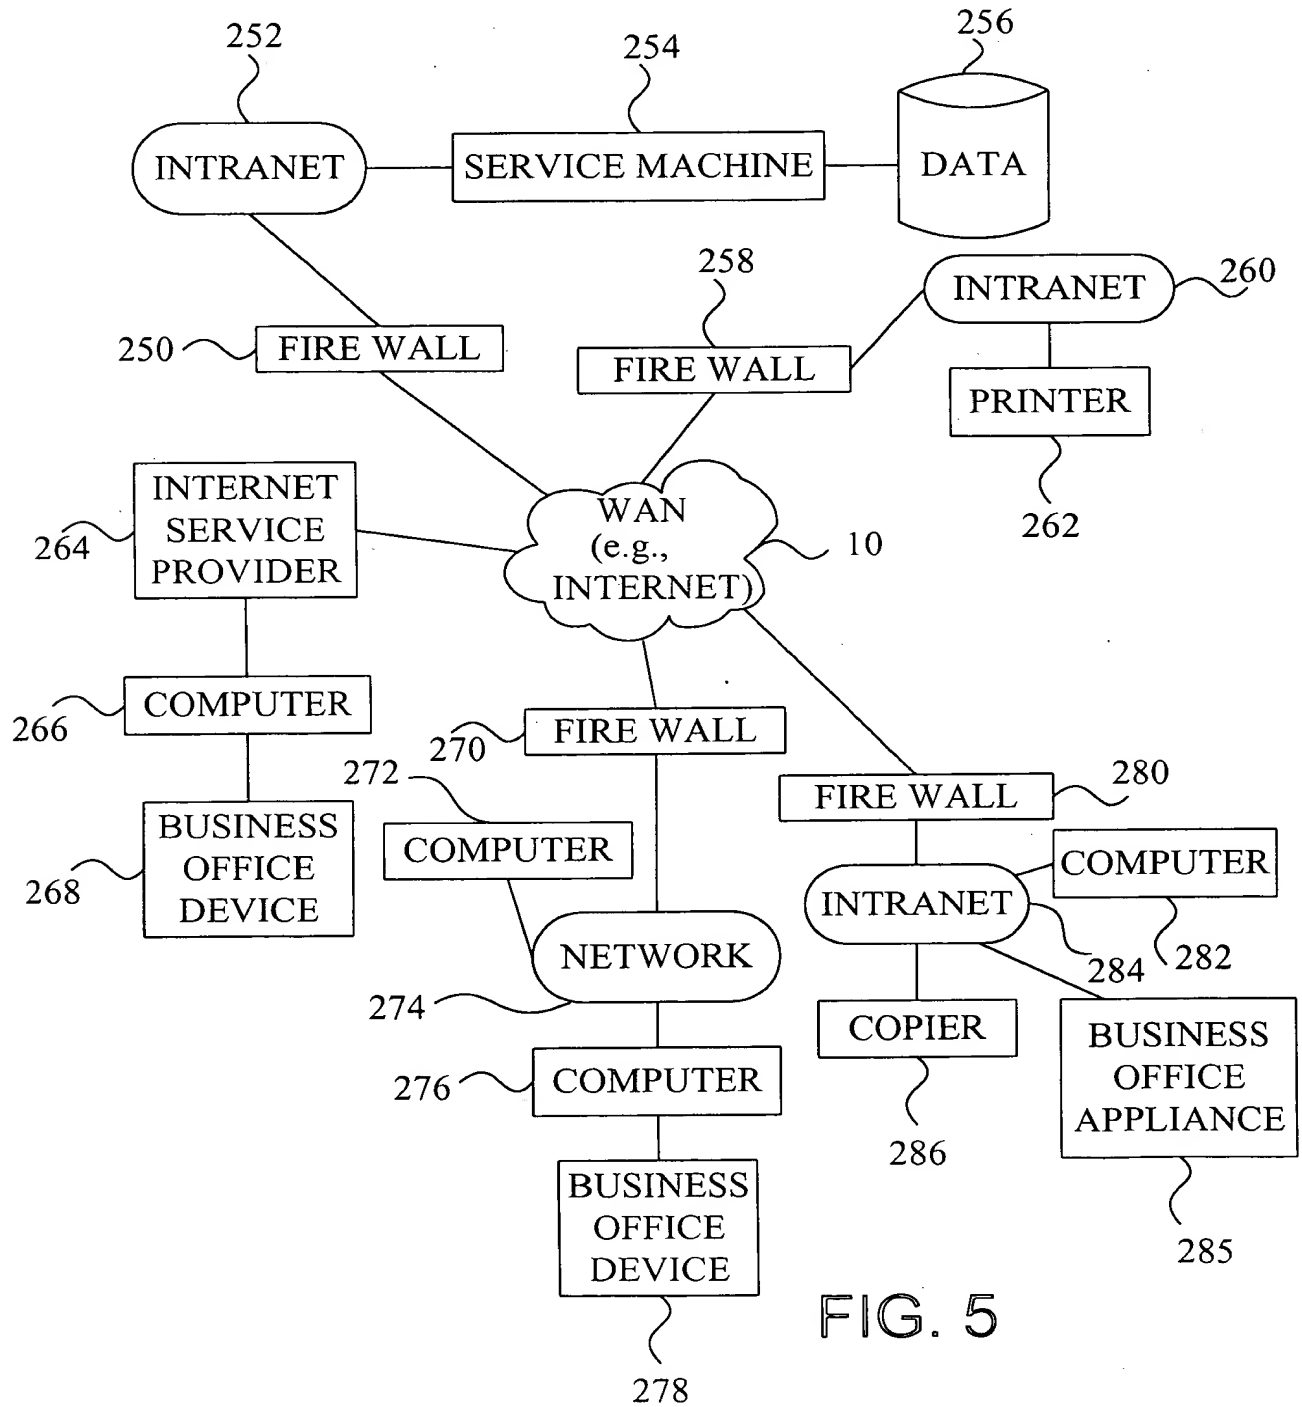 252
254
256
INTRANET
SERVICE MACHINE
DATA
258
INTRANET
260
250
FIRE WALL
FIRE WALL
PRINTER
262
INTERNET
SERVICE
PROVIDER
264
WAN
(e.g.,
INTERNET)
10
266
COMPUTER
270
FIRE WALL
272
280
FIRE WALL
BUSINESS
OFFICE
DEVICE
268
COMPUTER
COMPUTER
282
INTRANET
284
NETWORK
274
COPIER
286
BUSINESS
OFFICE
APPLIANCE
285
276
COMPUTER
BUSINESS
OFFICE
DEVICE
278
FIG. 5